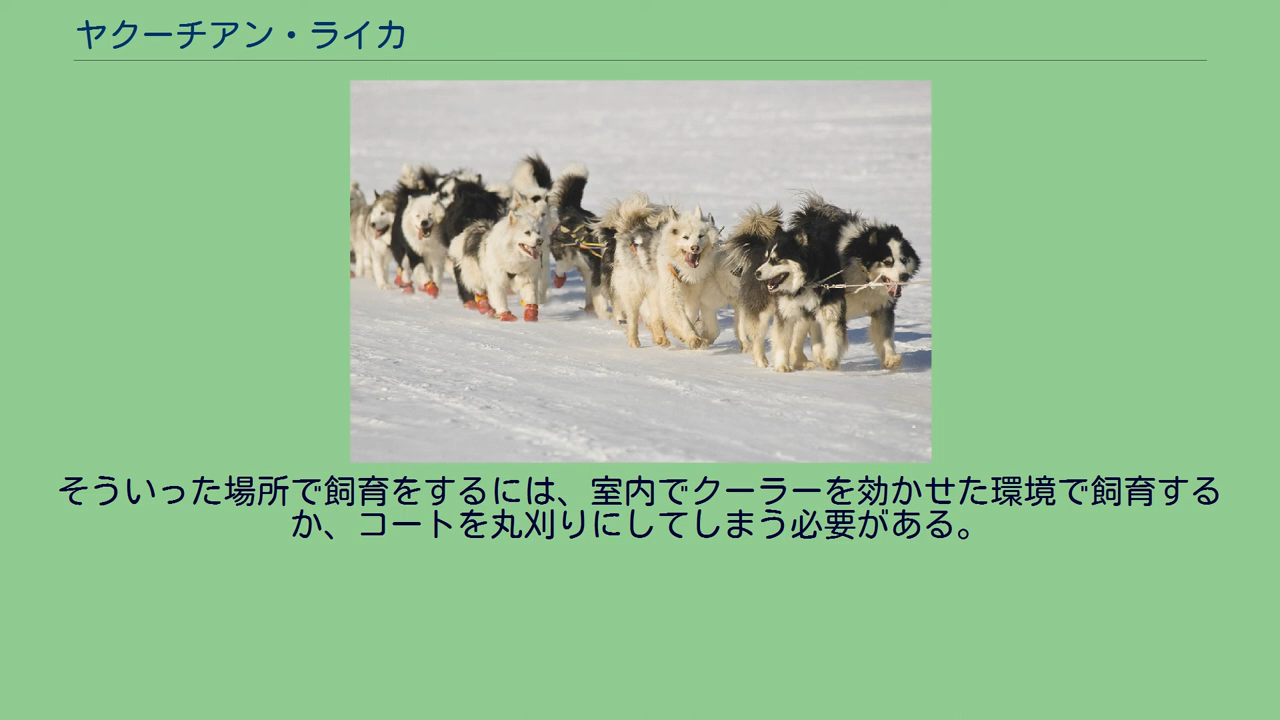 ヤクーチアン・ライカ
そういった場所で飼育をするには、室内でクーラーを効かせた環境で飼育する
か、コートを丸刈りにしてしまう必要がある。